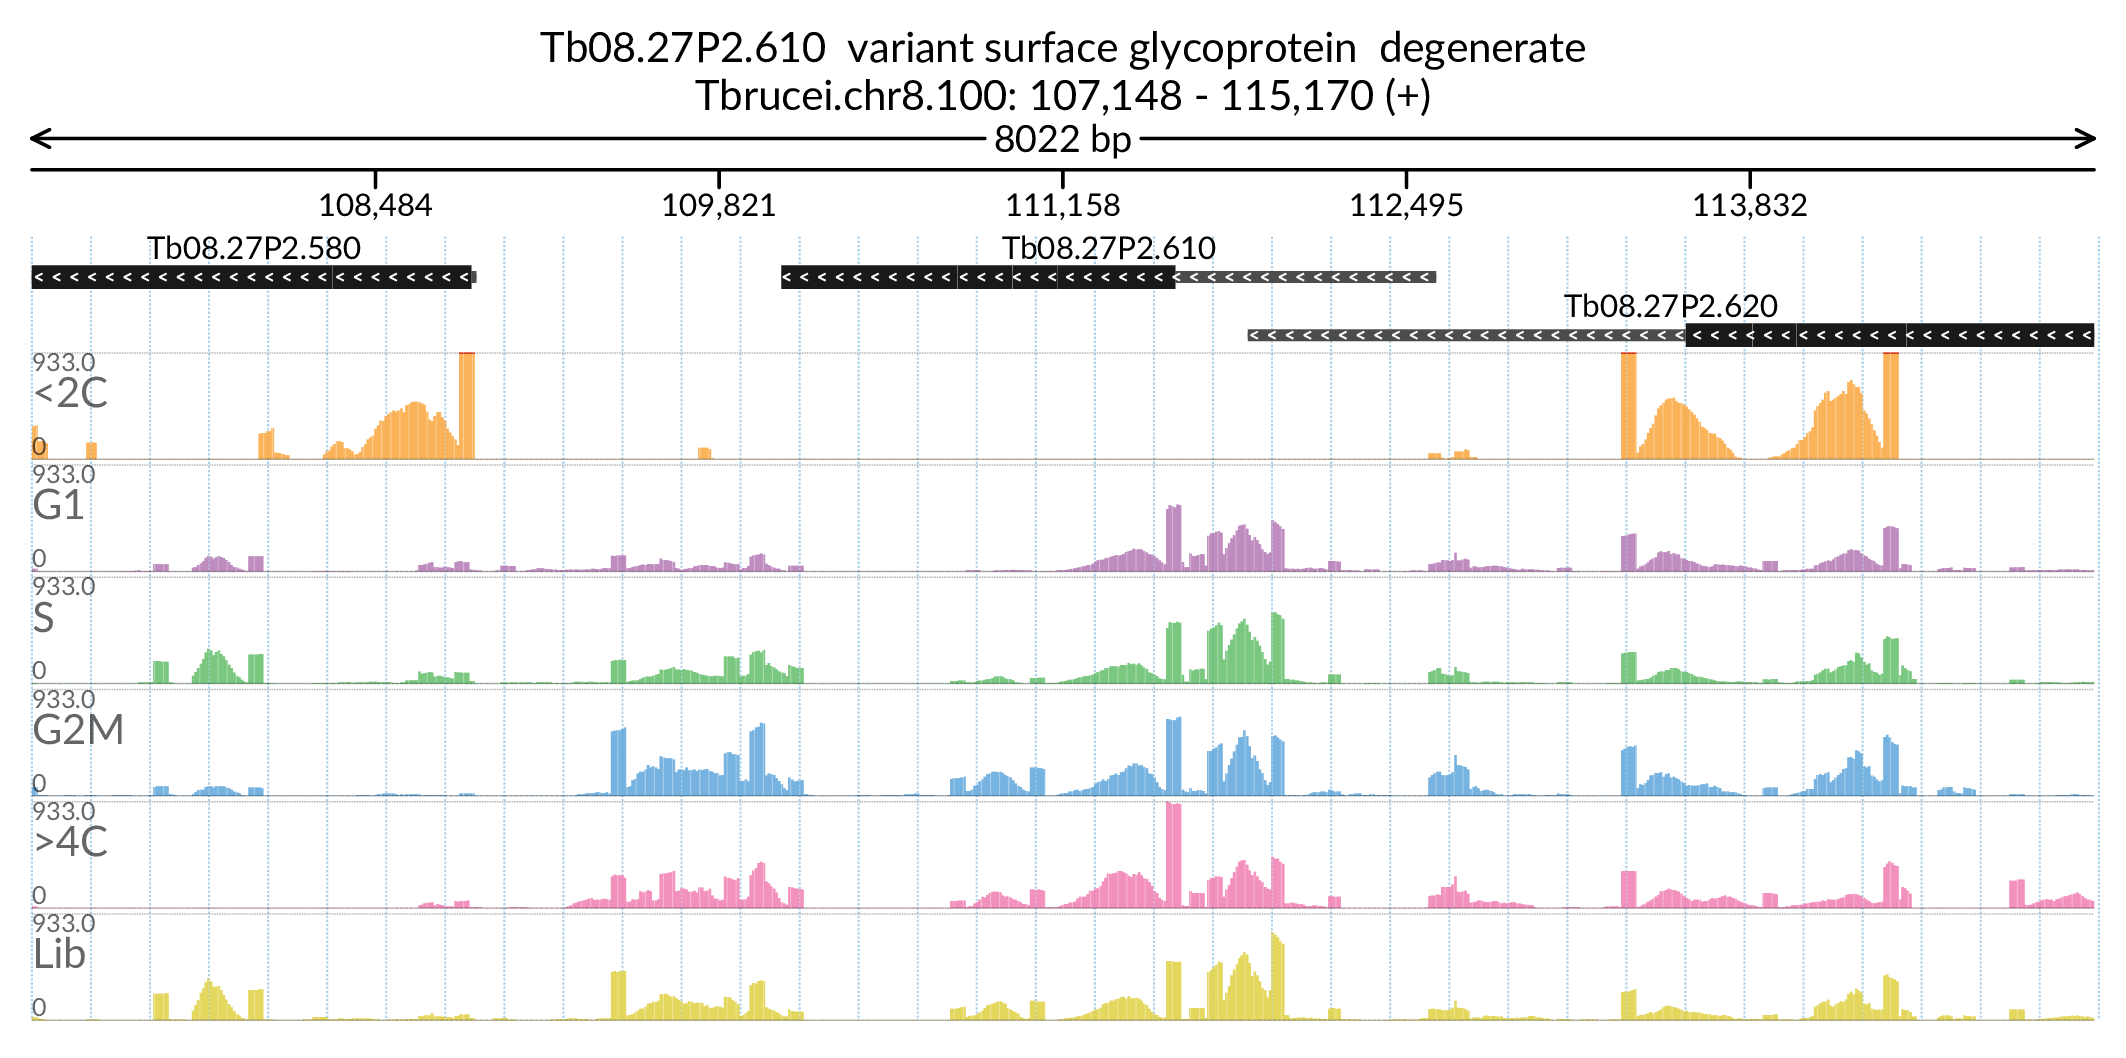 Tb08.27P2.610 variant surface glycoprotein degenerate
Tbrucei.chr8.100: 107,148 - 115,170 (+)
8022 bp
108,484 109,821 111,158 112,495 113,832
Tb08.27P2.580 Tb08.27P2.610
Tb08.27P2.620
933.0
<2C
0
933.0
G1
0
933.0
S
0
933.0
G2M
0
933.0
>4C
0
933.0
Lib
0